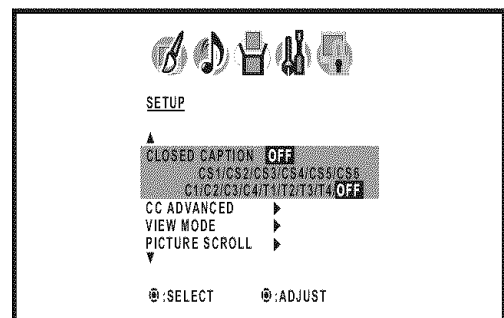 SETUP
CLOSED CAPTION OFF
CS1/CS2/CS3/CS4/CS5/CS6
C1/C2/C3/C4/T1/T2/T3/T4/OFF
CC ADVANCED
VIEW MODE
PICTURE SCROLL
:SELECT :ADJUST